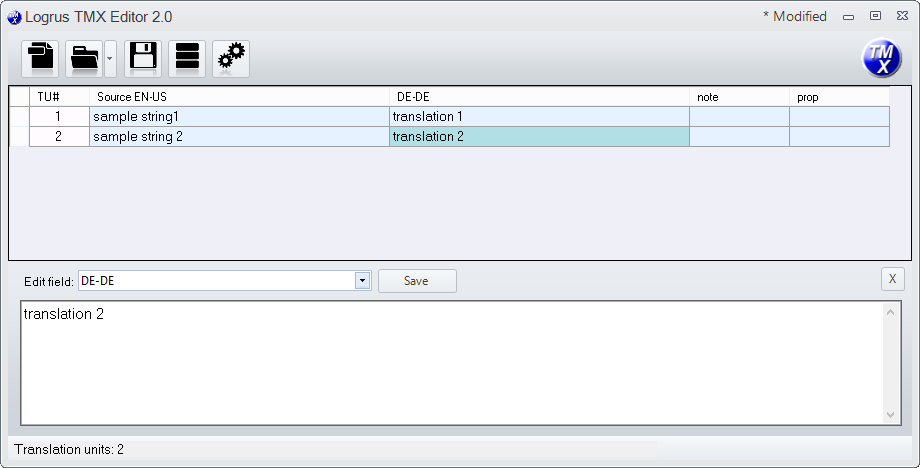 Logrus TMX Editor 2.0 * Modified
TM
X
TU# Source EN-US DE-DE note prop
1 sample string1 translation 1
2 sample string 2 translation 2
Edit field: DE-DE Save X
translation 2
Translation units: 2